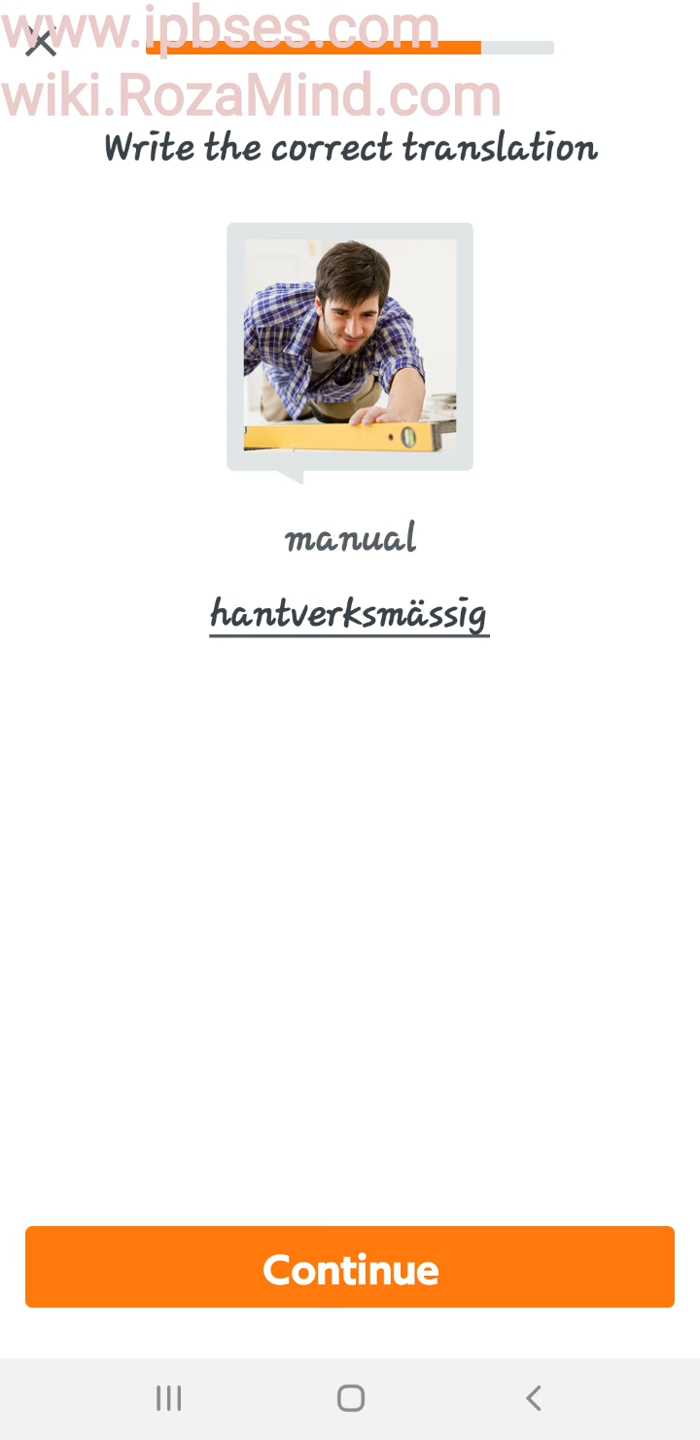 www.ipbses.com
wiki.RozaMind.com
Write the correct translation
manual
hantverksmässig
Continue